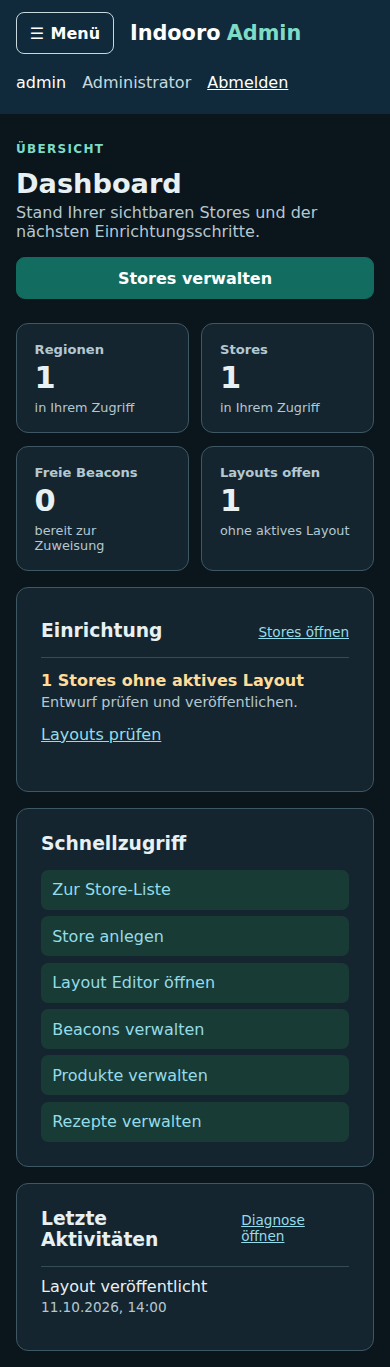 ☰ Menü
Indooro Admin
admin Administrator Abmelden
ÜBERSICHT
Dashboard
Stand Ihrer sichtbaren Stores und der
nächsten Einrichtungsschritte.
Stores verwalten
Regionen
1
in Ihrem Zugriff
Stores
1
in Ihrem Zugriff
Freie Beacons
0
bereit zur
Zuweisung
Layouts offen
1
ohne aktives Layout
Einrichtung
Stores öffnen
1 Stores ohne aktives Layout
Entwurf prüfen und veröffentlichen.
Layouts prüfen
Schnellzugriff
Zur Store-Liste
Store anlegen
Layout Editor öffnen
Beacons verwalten
Produkte verwalten
Rezepte verwalten
Letzte
Aktivitäten
Diagnose
öffnen
Layout veröffentlicht
11.10.2026, 14:00